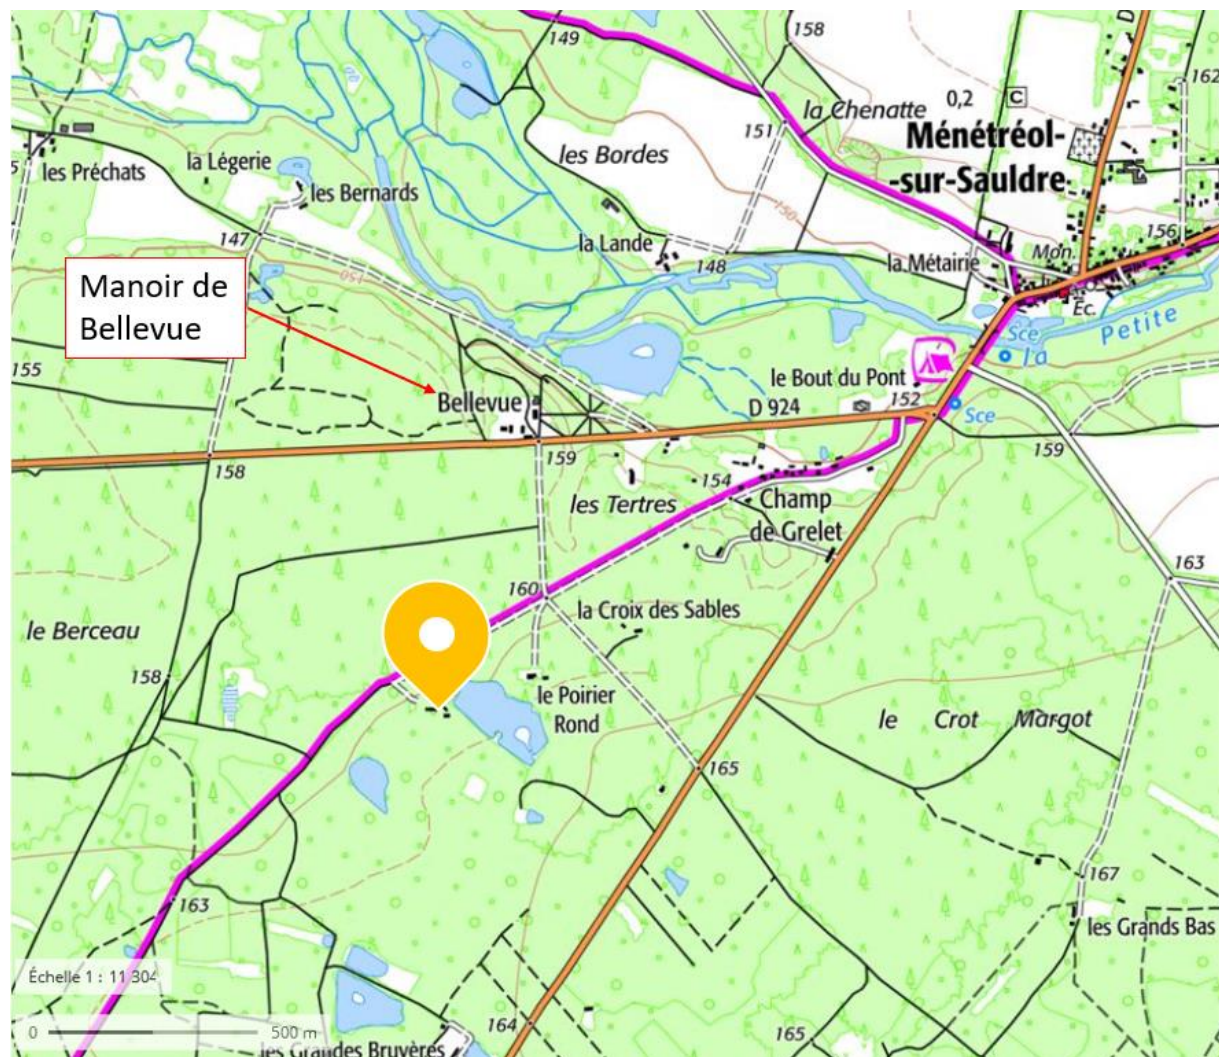 149
158
162
D
la Chenatte
0,2
C
151
les Bordes
Ménétréol-
-sur-Sauldre
la Légerie
les Préchats
5
les Bernards
150
156
147
la Lande
148
la Métairie
Mon.
150
Éc.
Manoir de
Bellevue
Sce
la
Petite
155
le Bout du Pont
152
Bellevue
D 924
Sce
159
159
158
154
les Tertres
Champ
de Grelet
163
160
la Croix des Sables
le Berceau
158
le Poirier
Rond
le Crot Margot
165
167
163
les Grands Bas
Échelle 1 : 11 304
0
500 m
164
165
les Grandes Bruyères